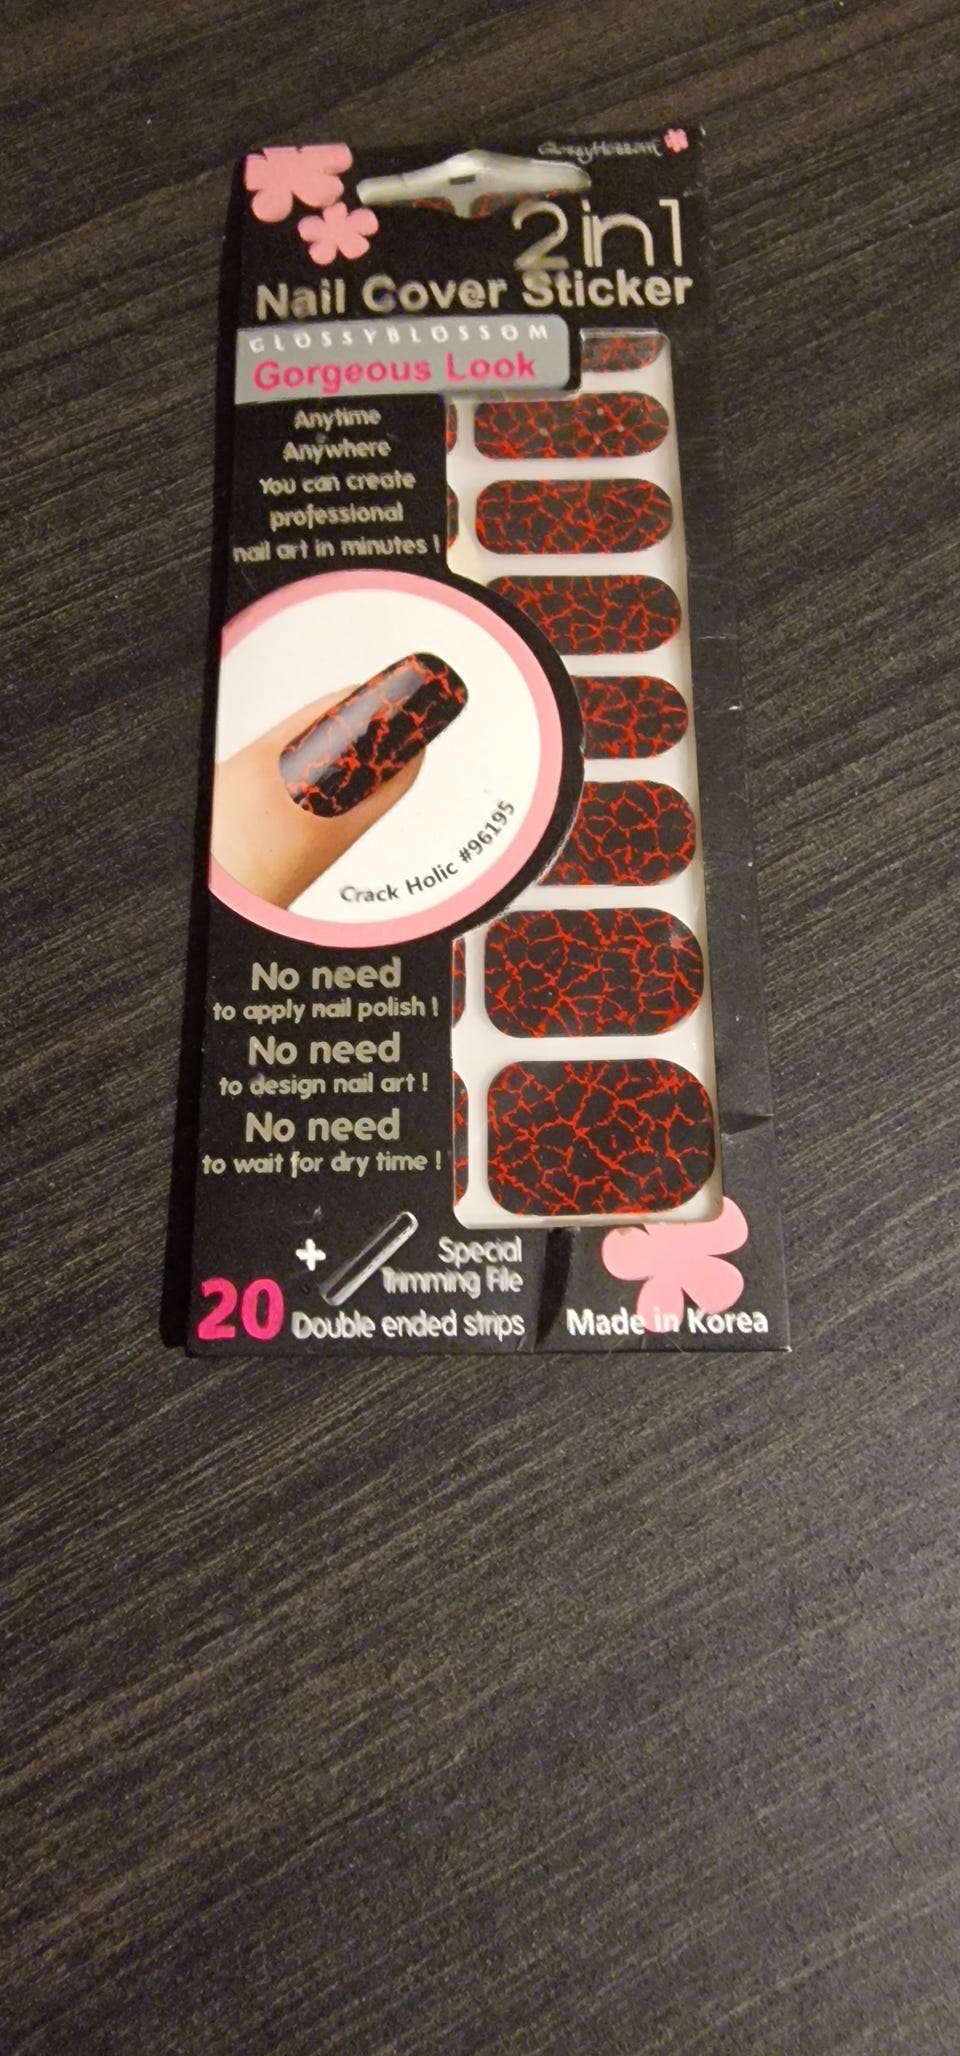 GlossyBlossom
2in1
Nail Cover Sticker
GLOSSYBLOSSOM
Gorgeous Look
Anytime
Anywhere
You can create
professional
nail art in minutes !
Crack Holic #96195
No need
to apply nail polish !
No need
to design nail art !
No need
to wait for dry time !
+
Special
Trimming File
20 Double ended strips
Made in Korea